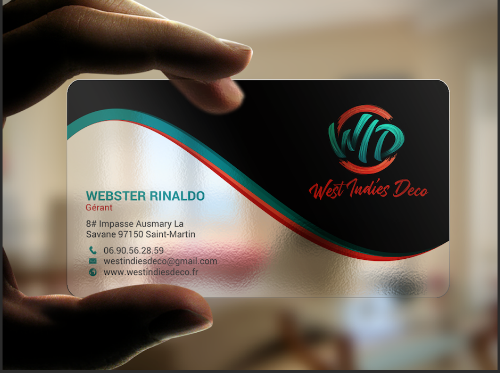 WID
West Indies Deco
WEBSTER RINALDO
Gérant
8# Impasse Ausmary La
Savane 97150 Saint-Martin
06.90.56.28.59
westindiesdeco@gmail.com
www.westindiesdeco.fr